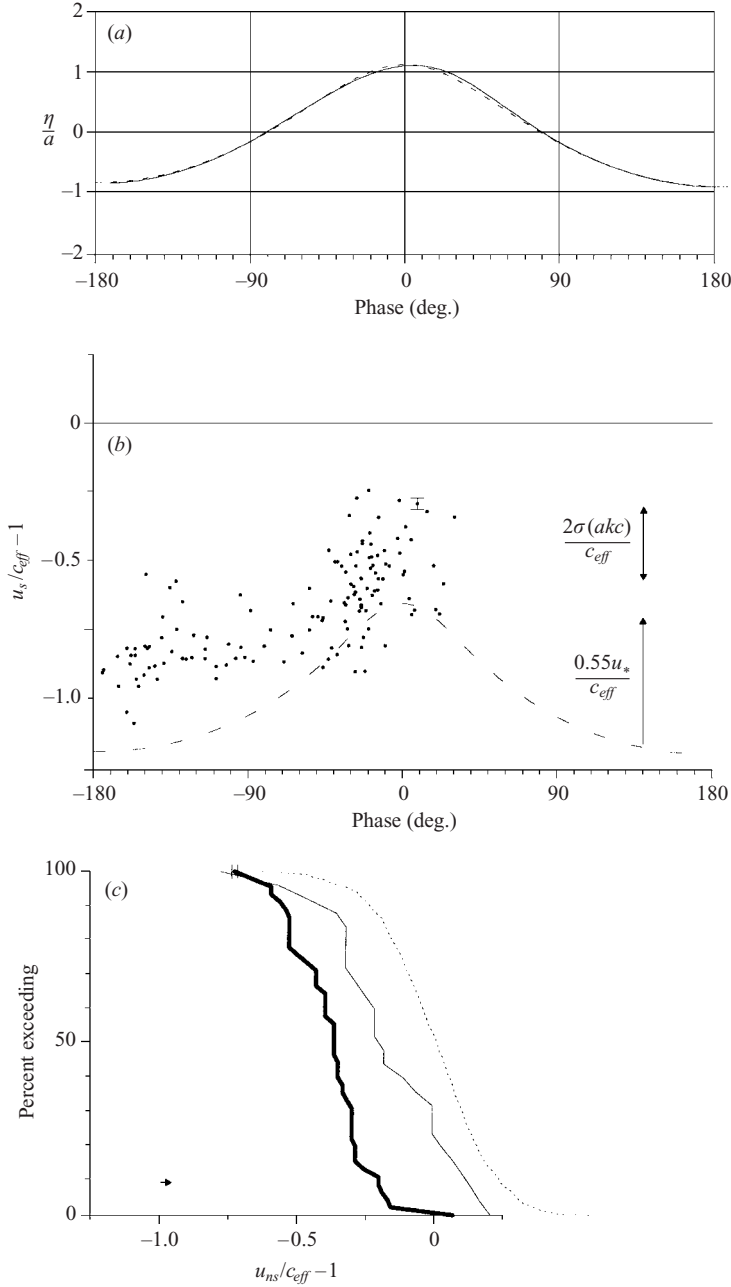 2
(a)
1
η/a
0
–1
–2
–180
–90
0
90
180
Phase (deg.)
0
(b)
u_s/c_eff – 1
–0.5
2σ(akc)/c_eff
0.55u_*/c_eff
–1.0
–180
–90
0
90
180
Phase (deg.)
100
(c)
Percent exceeding
50
0
–1.0
–0.5
0
u_ns/c_eff – 1